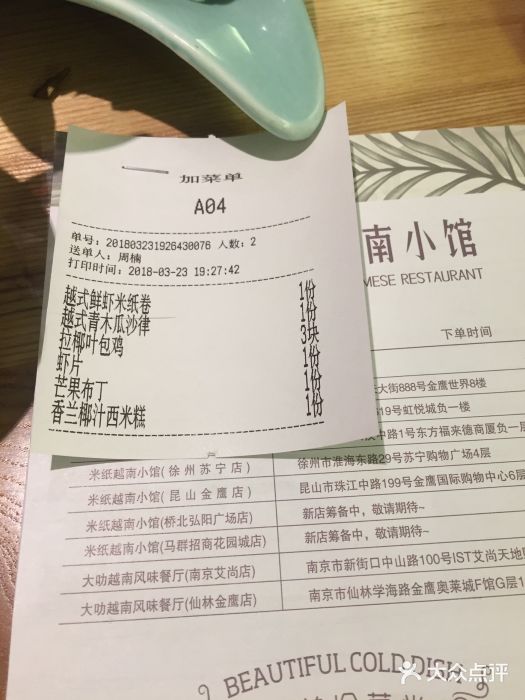 加菜单
A04
单号：201803231926430076 人数：2
送单人：周楠
打印时间：2018-03-23 19:27:42
越式鲜虾米纸卷 1份
越式青木瓜沙律 1份
拉椰叶包鸡 3块
虾片 1份
芒果布丁 1份
香兰椰汁西米糕 1份
南小馆
MESE RESTAURANT
下单时间
大街888号金鹰世界8楼
19号虹悦城负一楼
中路1号东方福来德商厦负一层
米纸越南小馆(徐州苏宁店) 徐州市淮海东路29号苏宁购物广场4层
米纸越南小馆(昆山金鹰店) 昆山市珠江中路199号金鹰国际购物中心6层
米纸越南小馆(桥北弘阳广场店) 新店筹备中，敬请期待~
米纸越南小馆(马群招商花园城店) 新店筹备中，敬请期待~
大叻越南风味餐厅(南京艾尚店) 南京市新街口中山路100号IST艾尚天地
大叻越南风味餐厅(仙林金鹰店) 南京市仙林学海路金鹰奥莱城F馆G层1
BEAUTIFUL COLD DISH
大众点评